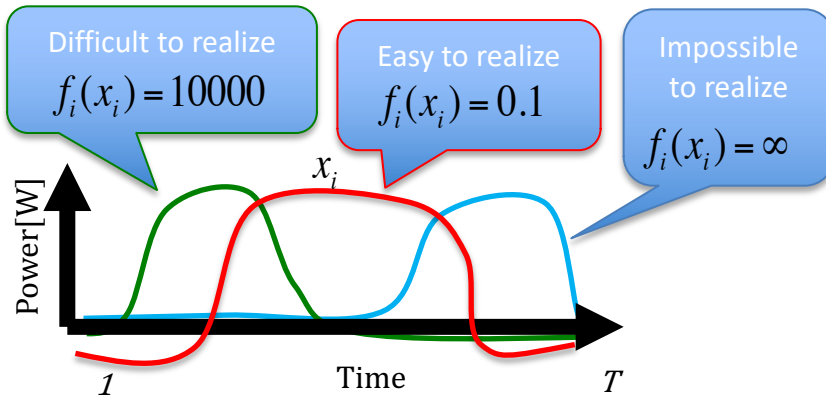 Difficult to realize
f_i(x_i) = 10000
Easy to realize
f_i(x_i) = 0.1
Impossible
to realize
f_i(x_i) = ∞
x_i
Power[W]
1
Time
T